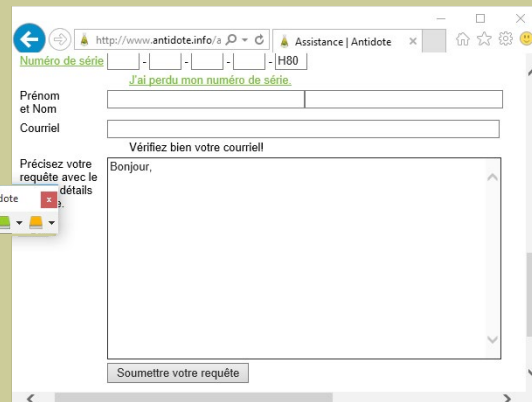 http://www.antidote.info/a
Assistance | Antidote
Numéro de série - - - - H80
J'ai perdu mon numéro de série.
Prénom
et Nom
Courriel
Vérifiez bien votre courriel!
Précisez votre
requête avec le
détails
e.
Bonjour,
dote
Soumettre votre requête